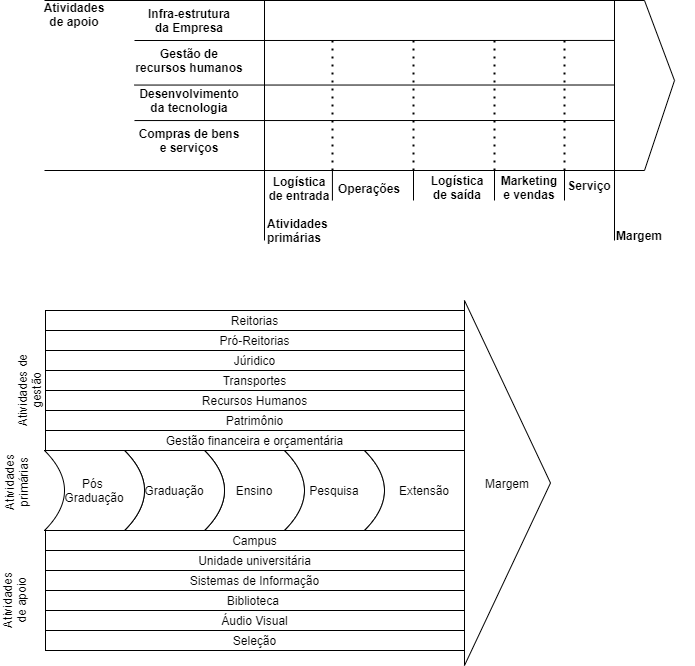 Atividades
de apoio
Infra-estrutura
da Empresa
Gestão de
recursos humanos
Desenvolvimento
da tecnologia
Compras de bens
e serviços
Logística
de entrada
Operações
Logística
de saída
Marketing
e vendas
Serviço
Atividades
primárias
Margem
Atividades de
gestão
Reitorias
Pró-Reitorias
Júridico
Transportes
Recursos Humanos
Patrimônio
Gestão financeira e orçamentária
Atividades
primárias
Pós
Graduação
Graduação
Ensino
Pesquisa
Extensão
Margem
Atividades
de apoio
Campus
Unidade universitária
Sistemas de Informação
Biblioteca
Áudio Visual
Seleção